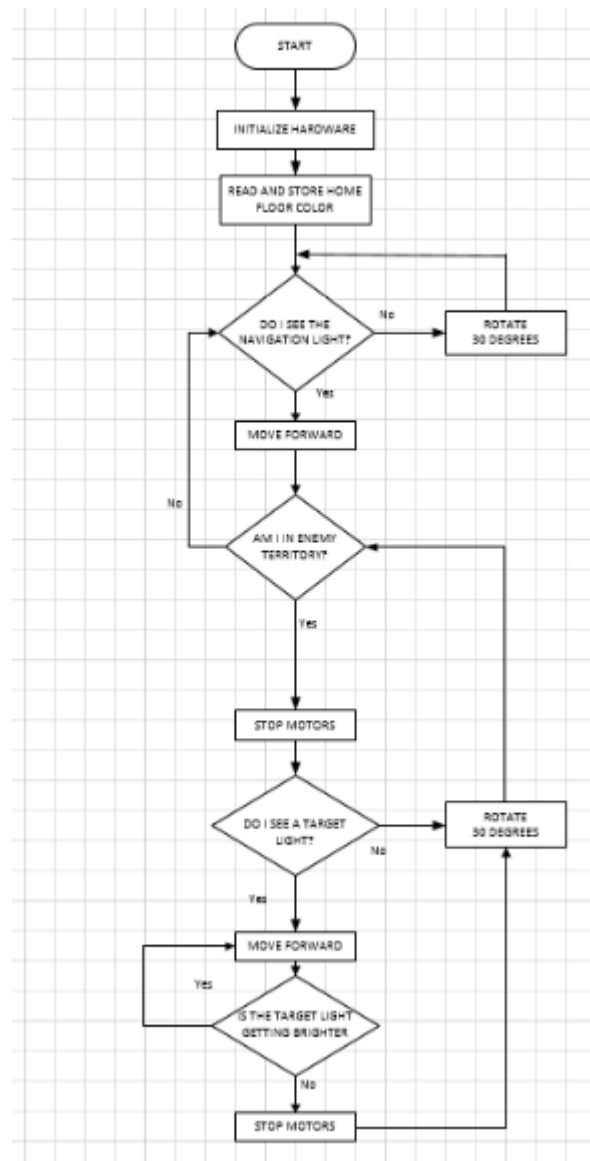 START
INITIALIZE HARDWARE
READ AND STORE HOME
FLOOR COLOR
DO I SEE THE
NAVIGATION LIGHT?
No
ROTATE
30 DEGREES
Yes
MOVE FORWARD
No
AM I IN ENEMY
TERRITORY?
Yes
STOP MOTORS
DO I SEE A TARGET
LIGHT?
No
ROTATE
30 DEGREES
Yes
MOVE FORWARD
Yes
IS THE TARGET LIGHT
GETTING BRIGHTER
No
STOP MOTORS